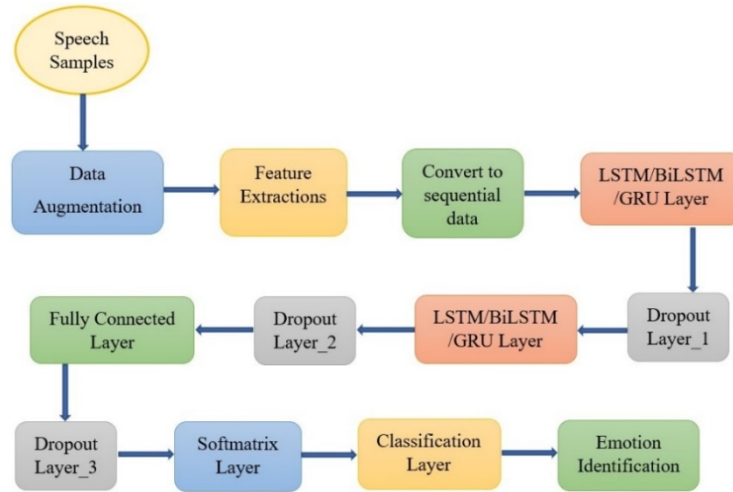 Speech
Samples
Data
Augmentation
Feature
Extractions
Convert to
sequential
data
LSTM/BiLSTM
/GRU Layer
Dropout
Layer_1
LSTM/BiLSTM
/GRU Layer
Dropout
Layer_2
Fully Connected
Layer
Dropout
Layer_3
Softmatrix
Layer
Classification
Layer
Emotion
Identification